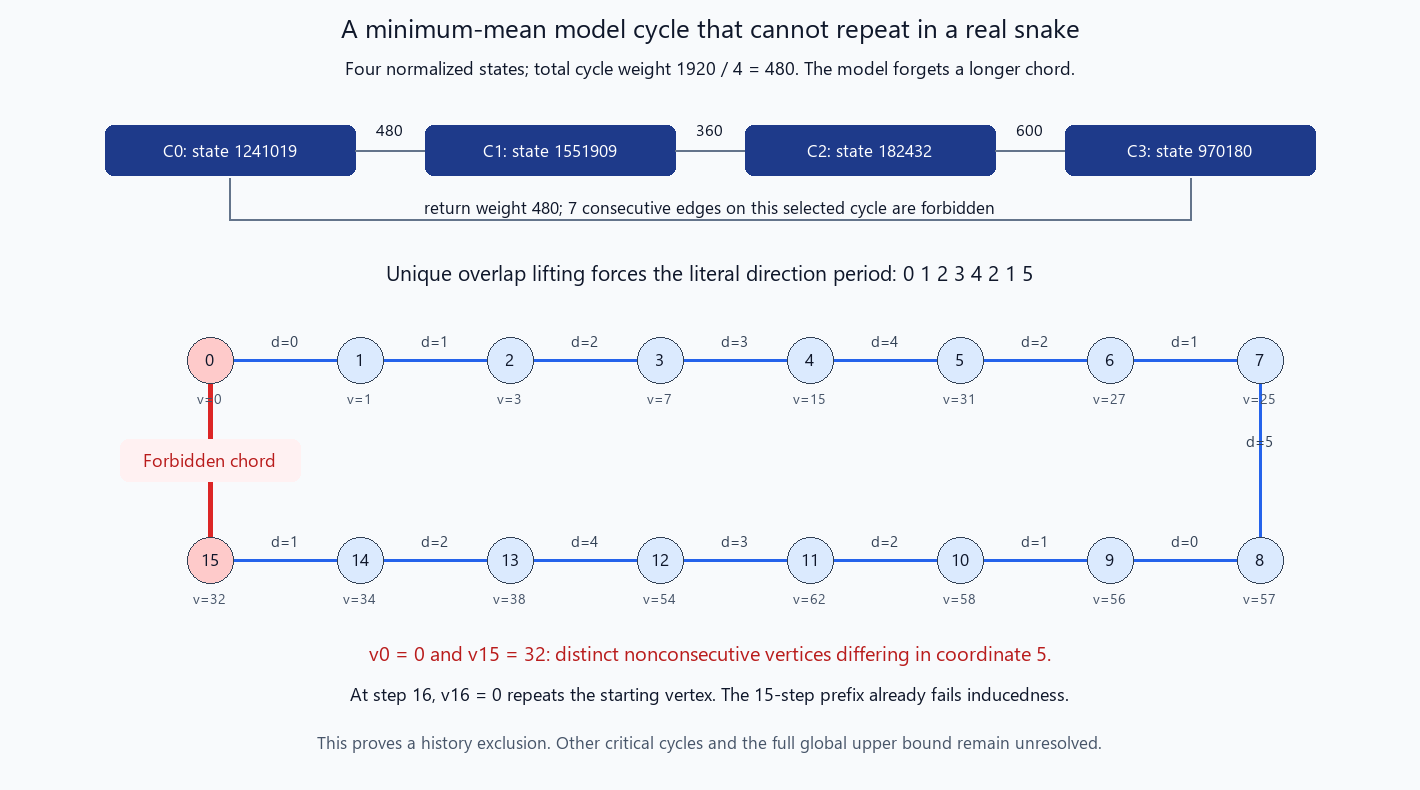 A minimum-mean model cycle that cannot repeat in a real snake
Four normalized states; total cycle weight 1920 / 4 = 480. The model forgets a longer chord.
480 360 600
C0: state 1241019 C1: state 1551909 C2: state 182432 C3: state 970180
return weight 480; 7 consecutive edges on this selected cycle are forbidden
Unique overlap lifting forces the literal direction period: 0 1 2 3 4 2 1 5
d=0 d=1 d=2 d=3 d=4 d=2 d=1
0 1 2 3 4 5 6 7
v=0 v=1 v=3 v=7 v=15 v=31 v=27 v=25
d=5
Forbidden chord
d=1 d=2 d=4 d=3 d=2 d=1 d=0
15 14 13 12 11 10 9 8
v=32 v=34 v=38 v=54 v=62 v=58 v=56 v=57
v0 = 0 and v15 = 32: distinct nonconsecutive vertices differing in coordinate 5.
At step 16, v16 = 0 repeats the starting vertex. The 15-step prefix already fails inducedness.
This proves a history exclusion. Other critical cycles and the full global upper bound remain unresolved.